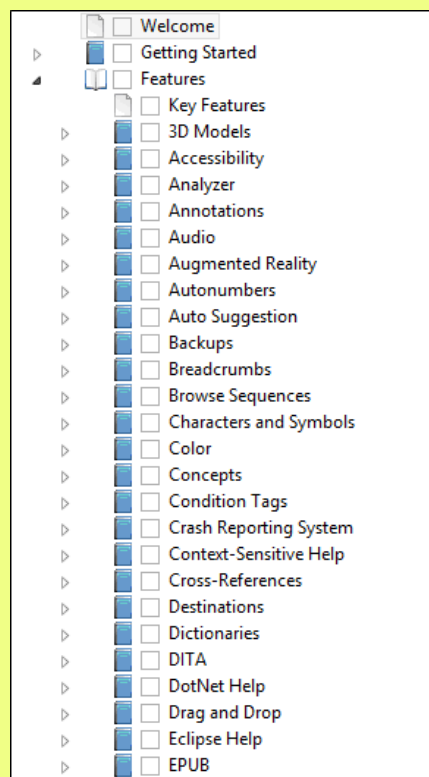 Welcome
Getting Started
Features
Key Features
3D Models
Accessibility
Analyzer
Annotations
Audio
Augmented Reality
Autonumbers
Auto Suggestion
Backups
Breadcrumbs
Browse Sequences
Characters and Symbols
Color
Concepts
Condition Tags
Crash Reporting System
Context-Sensitive Help
Cross-References
Destinations
Dictionaries
DITA
DotNet Help
Drag and Drop
Eclipse Help
EPUB